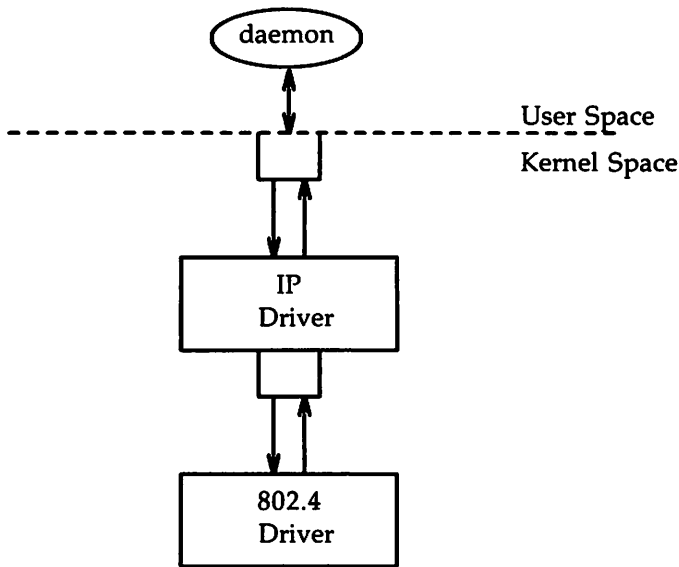 daemon
User Space
Kernel Space
IP
Driver
802.4
Driver